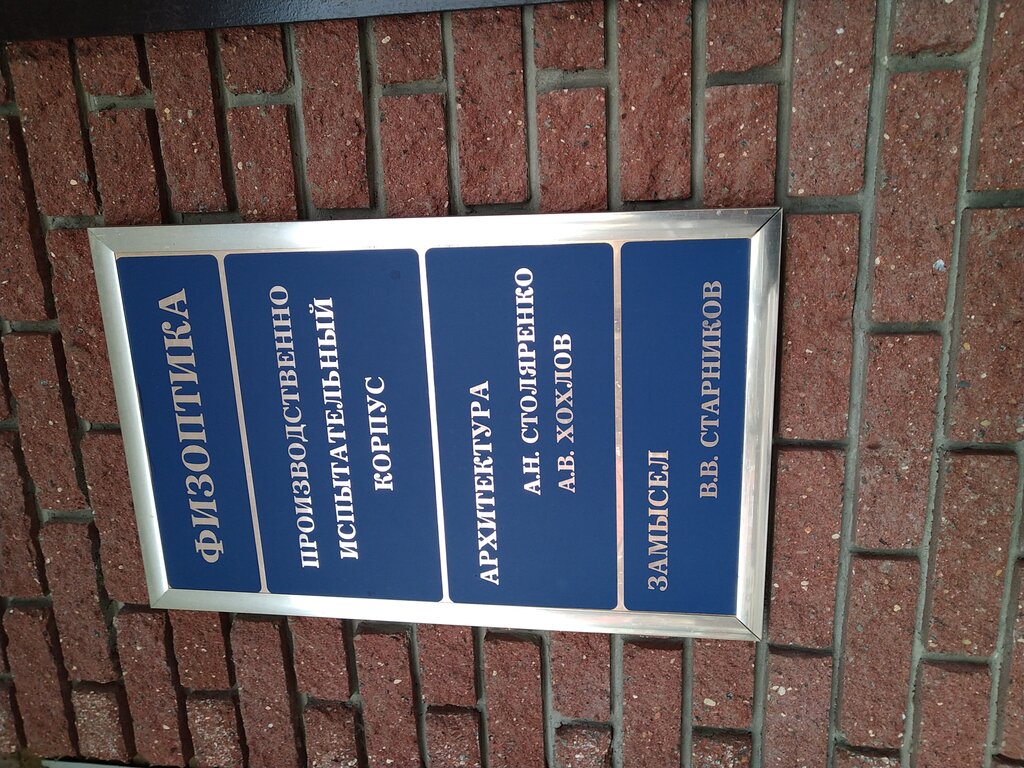 ФИЗОПТИКА
ПРОИЗВОДСТВЕННО
ИСПЫТАТЕЛЬНЫЙ
КОРПУС
АРХИТЕКТУРА
А.Н. СТОЛЯРЕНКО
А.В. ХОХЛОВ
ЗАМЫСЕЛ
В.В. СТАРНИКОВ